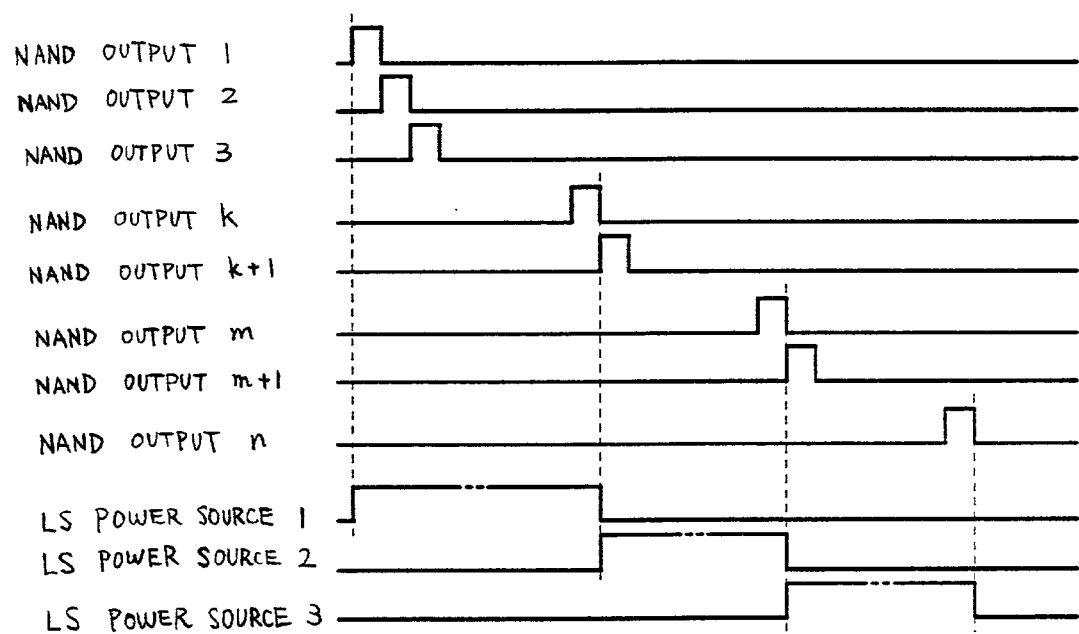 NAND OUTPUT 1
NAND OUTPUT 2
NAND OUTPUT 3
NAND OUTPUT k
NAND OUTPUT k+1
NAND OUTPUT m
NAND OUTPUT m+1
NAND OUTPUT n
LS POWER SOURCE 1
LS POWER SOURCE 2
LS POWER SOURCE 3